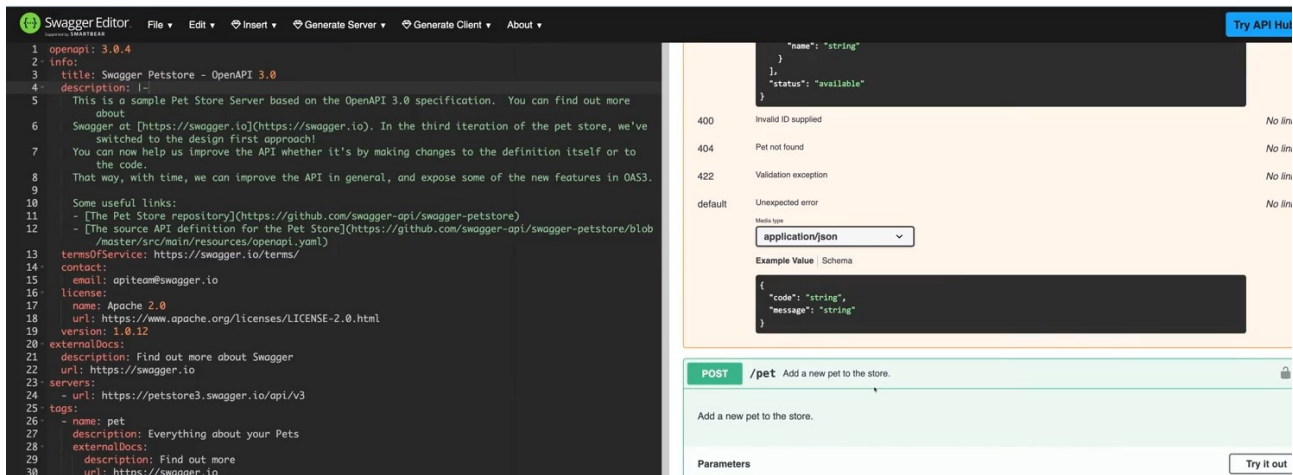 Swagger Editor.
Supported by SMARTBEAR
File ▾ Edit ▾ Insert ▾ Generate Server ▾ Generate Client ▾ About ▾
Try API Hub
1 openapi: 3.0.4
2 info:
3 title: Swagger Petstore - OpenAPI 3.0
4 description: |-
5 This is a sample Pet Store Server based on the OpenAPI 3.0 specification.  You can find out more
about
6 Swagger at [https://swagger.io](https://swagger.io). In the third iteration of the pet store, we've
switched to the design first approach!
7 You can now help us improve the API whether it's by making changes to the definition itself or to
the code.
8 That way, with time, we can improve the API in general, and expose some of the new features in OAS3.
9
10 Some useful links:
11 - [The Pet Store repository](https://github.com/swagger-api/swagger-petstore)
12 - [The source API definition for the Pet Store](https://github.com/swagger-api/swagger-petstore/blob
/master/src/main/resources/openapi.yaml)
13 termsOfService: https://swagger.io/terms/
14 contact:
15 email: apiteam@swagger.io
16 license:
17 name: Apache 2.0
18 url: https://www.apache.org/licenses/LICENSE-2.0.html
19 version: 1.0.12
20 externalDocs:
21 description: Find out more about Swagger
22 url: https://swagger.io
23 servers:
24 - url: https://petstore3.swagger.io/api/v3
25 tags:
26 - name: pet
27 description: Everything about your Pets
28 externalDocs:
29 description: Find out more
30 url: https://swagger.io
"name": "string"
}
],
"status": "available"
}
400 Invalid ID supplied No lin
404 Pet not found No lin
422 Validation exception No lin
default Unexpected error No lin
Media type
application/json
Example Value | Schema
{
"code": "string",
"message": "string"
}
POST /pet Add a new pet to the store.
Add a new pet to the store.
Parameters Try it out